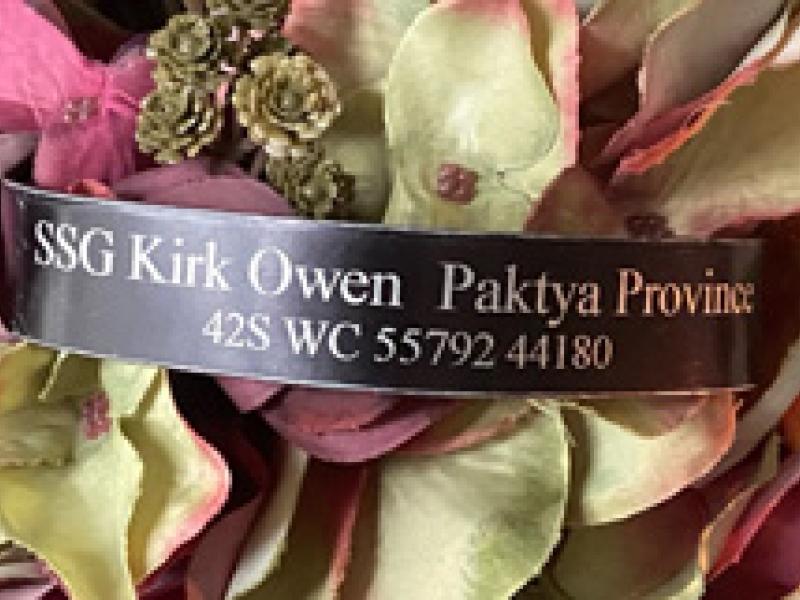 SSG Kirk Owen Paktya Province
42S WC 55792 44180